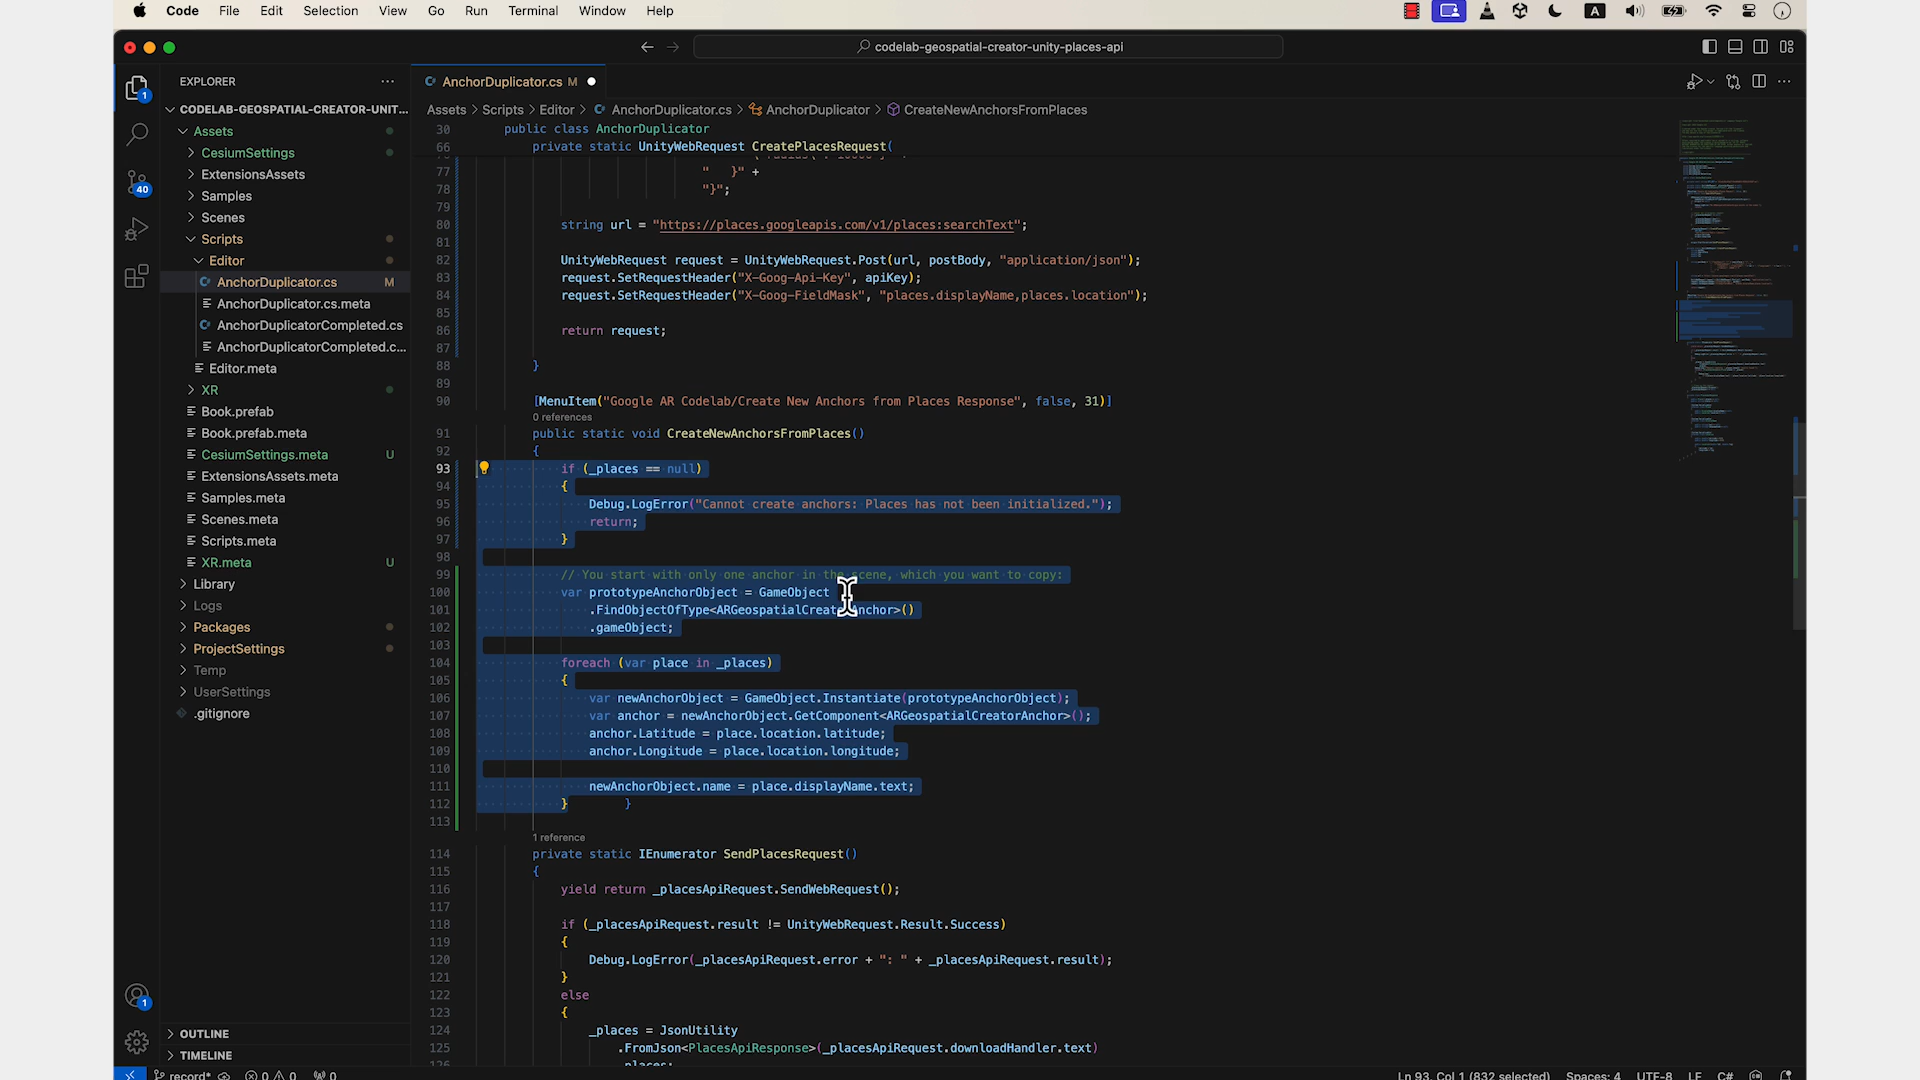 Code File Edit Selection View Go Run Terminal Window Help
codelab-geospatial-creator-unity-places-api
EXPLORER
CODELAB-GEOSPATIAL-CREATOR-UNIT...
Assets
CesiumSettings
ExtensionsAssets
Samples
Scenes
Scripts
Editor
AnchorDuplicator.cs M
AnchorDuplicator.cs.meta
AnchorDuplicatorCompleted.cs
AnchorDuplicatorCompleted.c...
Editor.meta
XR
Book.prefab
Book.prefab.meta
CesiumSettings.meta U
ExtensionsAssets.meta
Samples.meta
Scenes.meta
Scripts.meta
XR.meta U
Library
Logs
Packages
ProjectSettings
Temp
UserSettings
.gitignore
OUTLINE
TIMELINE
1
40
1
AnchorDuplicator.cs M
Assets > Scripts > Editor > AnchorDuplicator.cs > AnchorDuplicator > CreateNewAnchorsFromPlaces
30 public class AnchorDuplicator
66 private static UnityWebRequest CreatePlacesRequest(
77 " }" +
78 "}";
79
80 string url = "https://places.googleapis.com/v1/places:searchText";
81
82 UnityWebRequest request = UnityWebRequest.Post(url, postBody, "application/json");
83 request.SetRequestHeader("X-Goog-Api-Key", apiKey);
84 request.SetRequestHeader("X-Goog-FieldMask", "places.displayName,places.location");
85
86 return request;
87
88 }
89
90 [MenuItem("Google AR Codelab/Create New Anchors from Places Response", false, 31)]
0 references
91 public static void CreateNewAnchorsFromPlaces()
92 {
93 if (_places == null)
94 {
95 Debug.LogError("Cannot create anchors: Places has not been initialized.");
96 return;
97 }
98
99 // You start with only one anchor in the scene, which you want to copy:
100 var prototypeAnchorObject = GameObject
101 .FindObjectOfType<ARGeospatialCreatorAnchor>()
102 .gameObject;
103
104 foreach (var place in _places)
105 {
106 var newAnchorObject = GameObject.Instantiate(prototypeAnchorObject);
107 var anchor = newAnchorObject.GetComponent<ARGeospatialCreatorAnchor>();
108 anchor.Latitude = place.location.latitude;
109 anchor.Longitude = place.location.longitude;
110
111 newAnchorObject.name = place.displayName.text;
112 } }
113
1 reference
114 private static IEnumerator SendPlacesRequest()
115 {
116 yield return _placesApiRequest.SendWebRequest();
117
118 if (_placesApiRequest.result != UnityWebRequest.Result.Success)
119 {
120 Debug.LogError(_placesApiRequest.error + ": " + _placesApiRequest.result);
121 }
122 else
123 {
124 _places = JsonUtility
125 .FromJson<PlacesApiResponse>(_placesApiRequest.downloadHandler.text)
126 .places;
record* 0 0 0 Ln 93, Col 1 (832 selected) Spaces: 4 UTF-8 LF C#